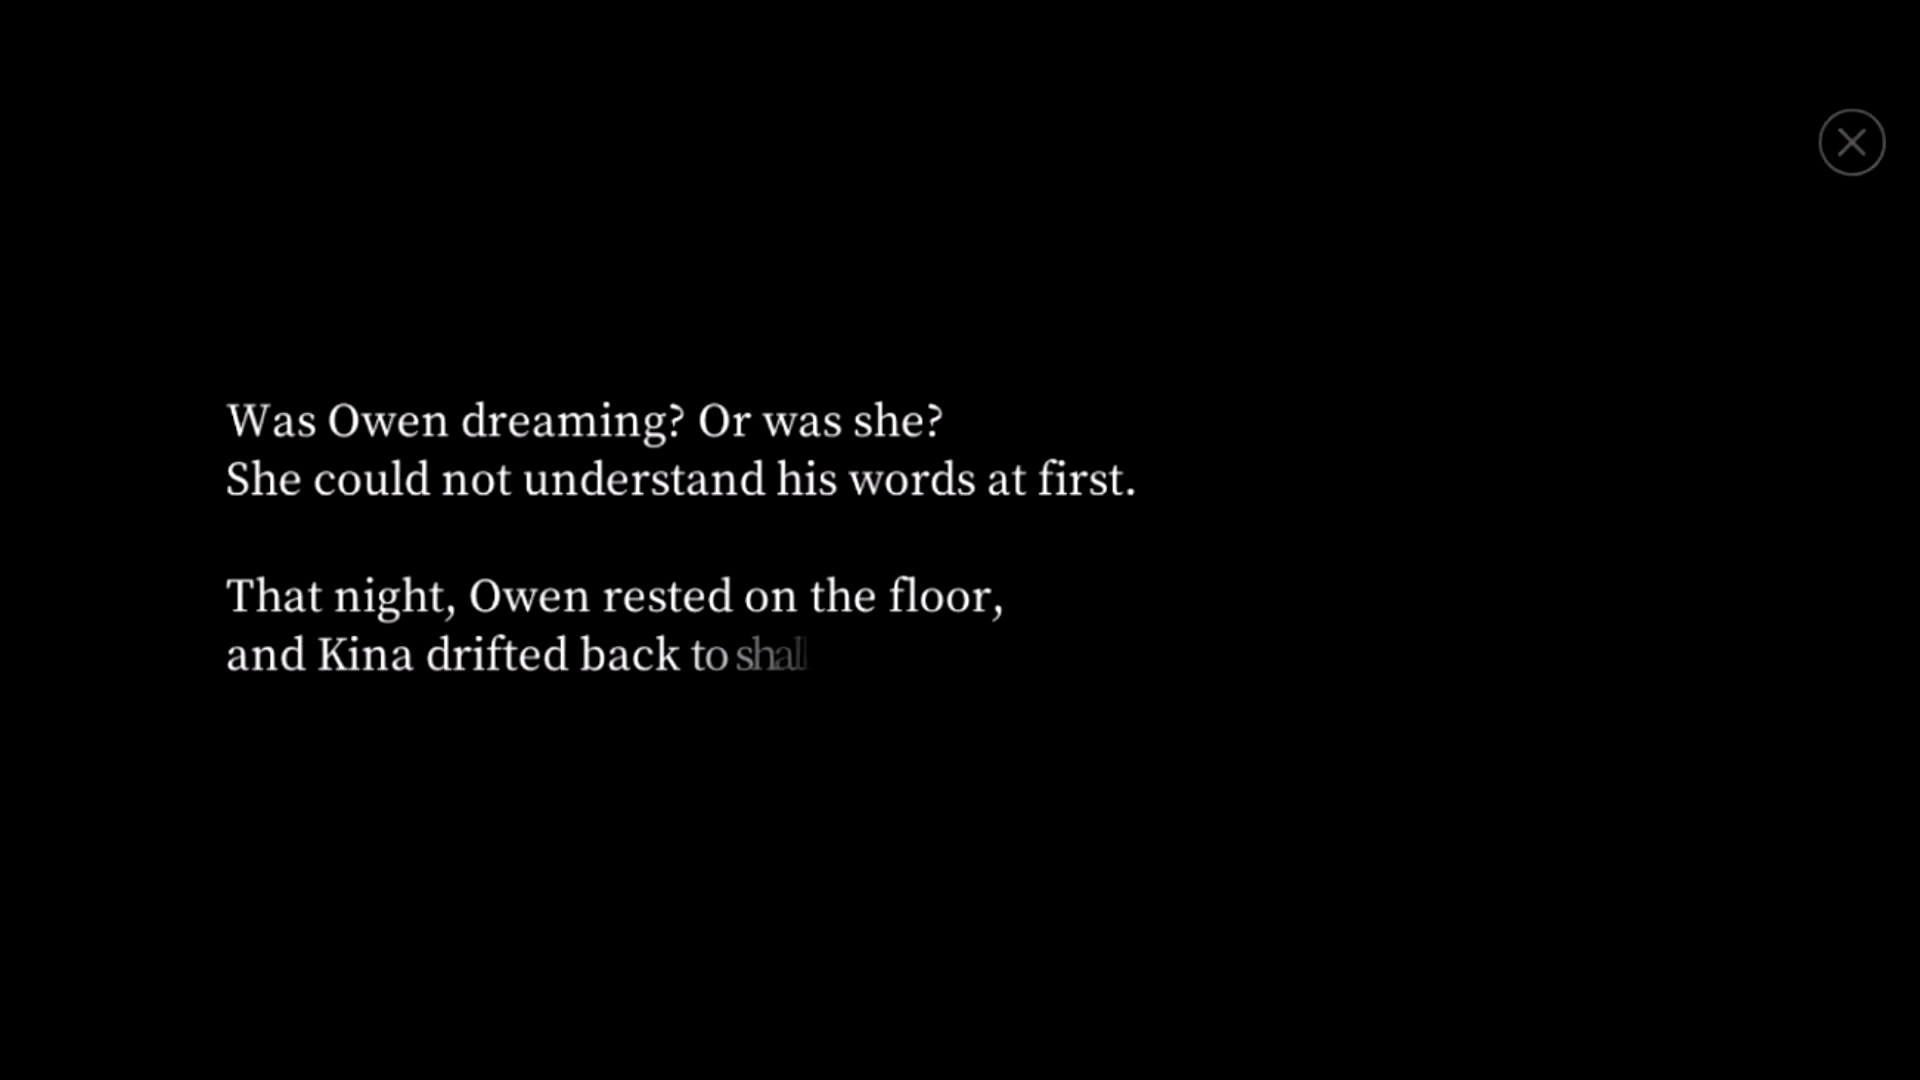 Was Owen dreaming? Or was she?
She could not understand his words at first.
That night, Owen rested on the floor,
and Kina drifted back to shall